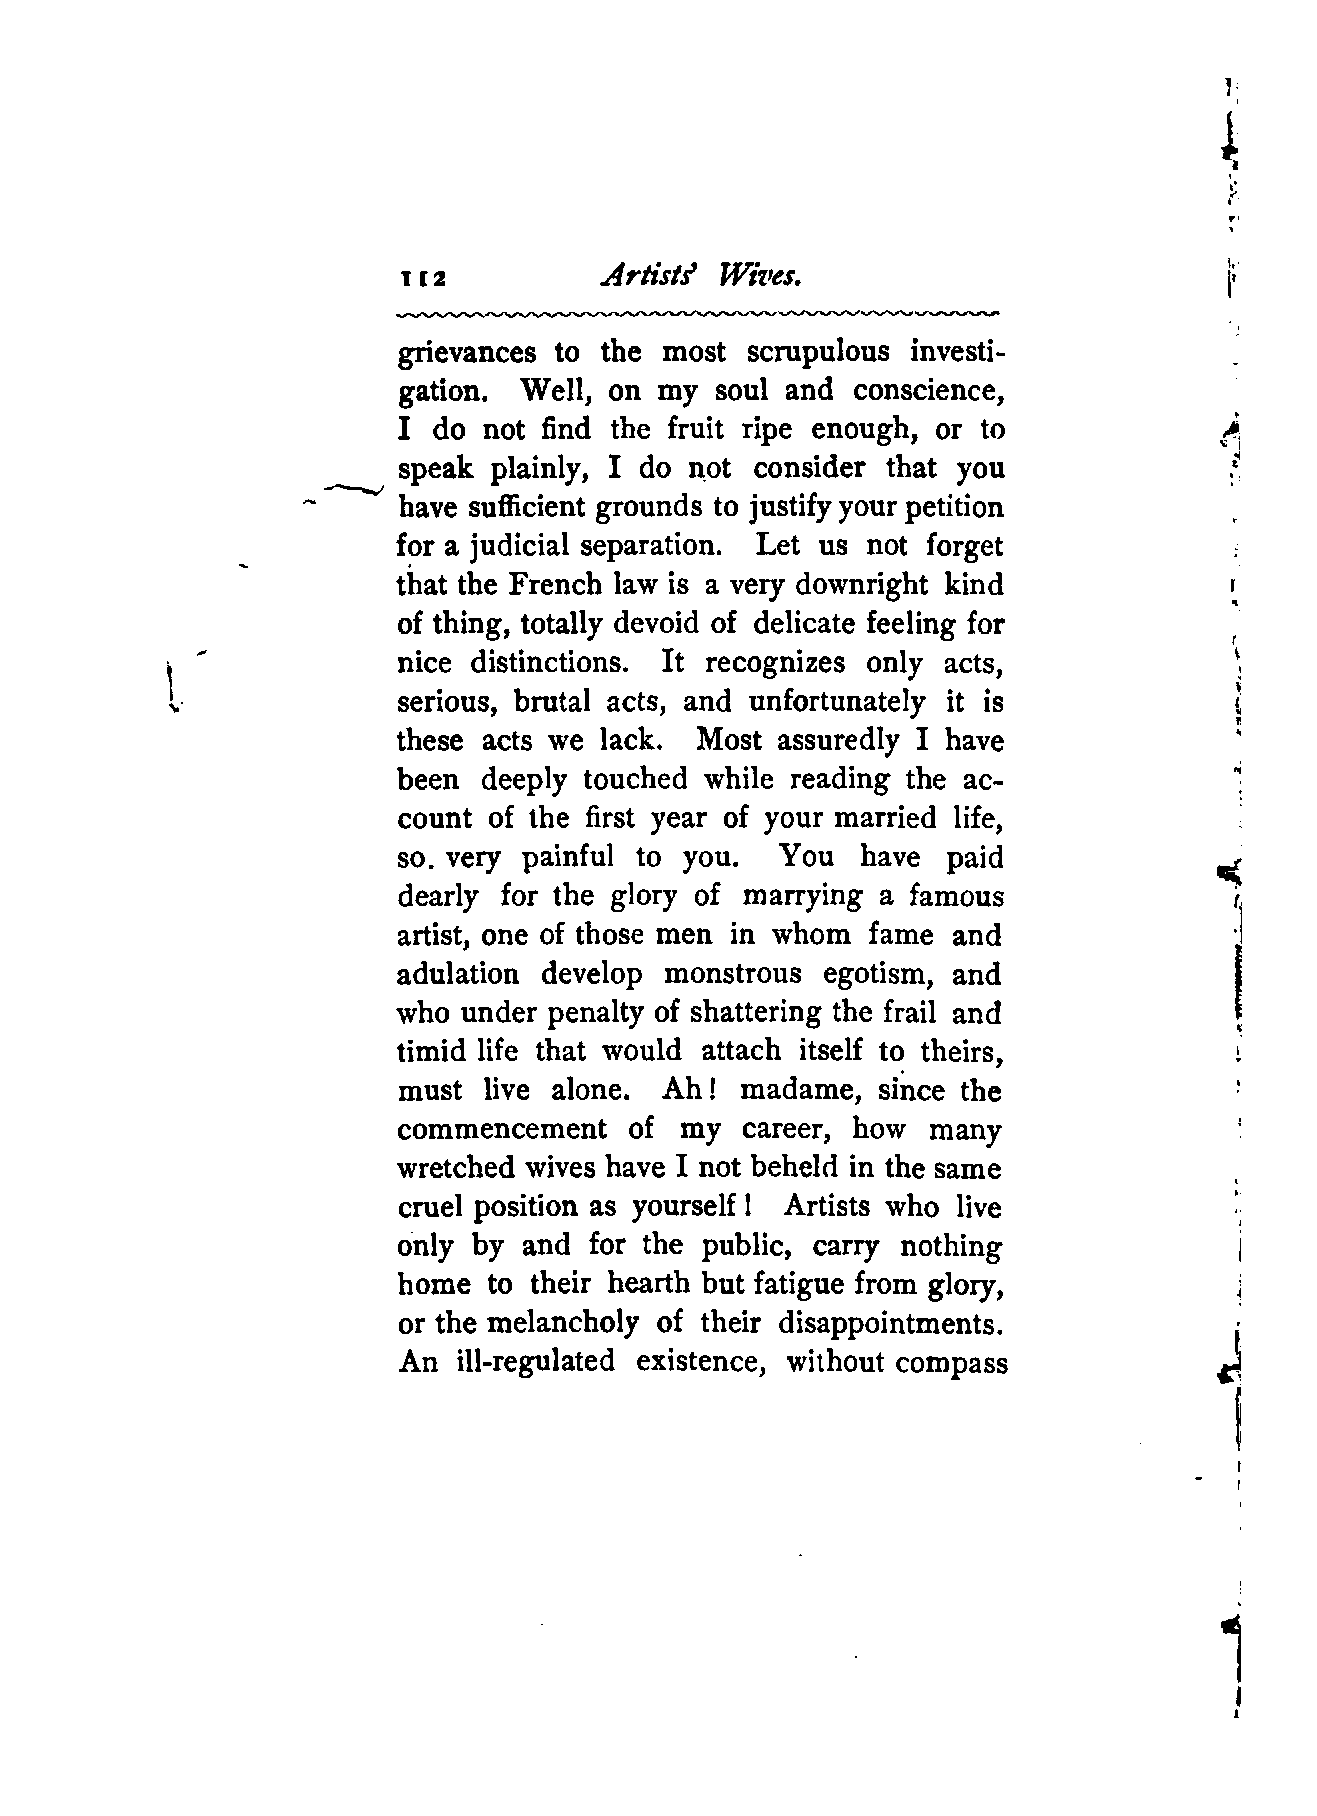 112 Artists' Wives.
grievances to the most scrupulous investi-
gation. Well, on my soul and conscience,
I do not find the fruit ripe enough, or to
speak plainly, I do not consider that you
have sufficient grounds to justify your petition
for a judicial separation. Let us not forget
that the French law is a very downright kind
of thing, totally devoid of delicate feeling for
nice distinctions. It recognizes only acts,
serious, brutal acts, and unfortunately it is
these acts we lack. Most assuredly I have
been deeply touched while reading the ac-
count of the first year of your married life,
so very painful to you. You have paid
dearly for the glory of marrying a famous
artist, one of those men in whom fame and
adulation develop monstrous egotism, and
who under penalty of shattering the frail and
timid life that would attach itself to theirs,
must live alone. Ah! madame, since the
commencement of my career, how many
wretched wives have I not beheld in the same
cruel position as yourself! Artists who live
only by and for the public, carry nothing
home to their hearth but fatigue from glory,
or the melancholy of their disappointments.
An ill-regulated existence, without compass